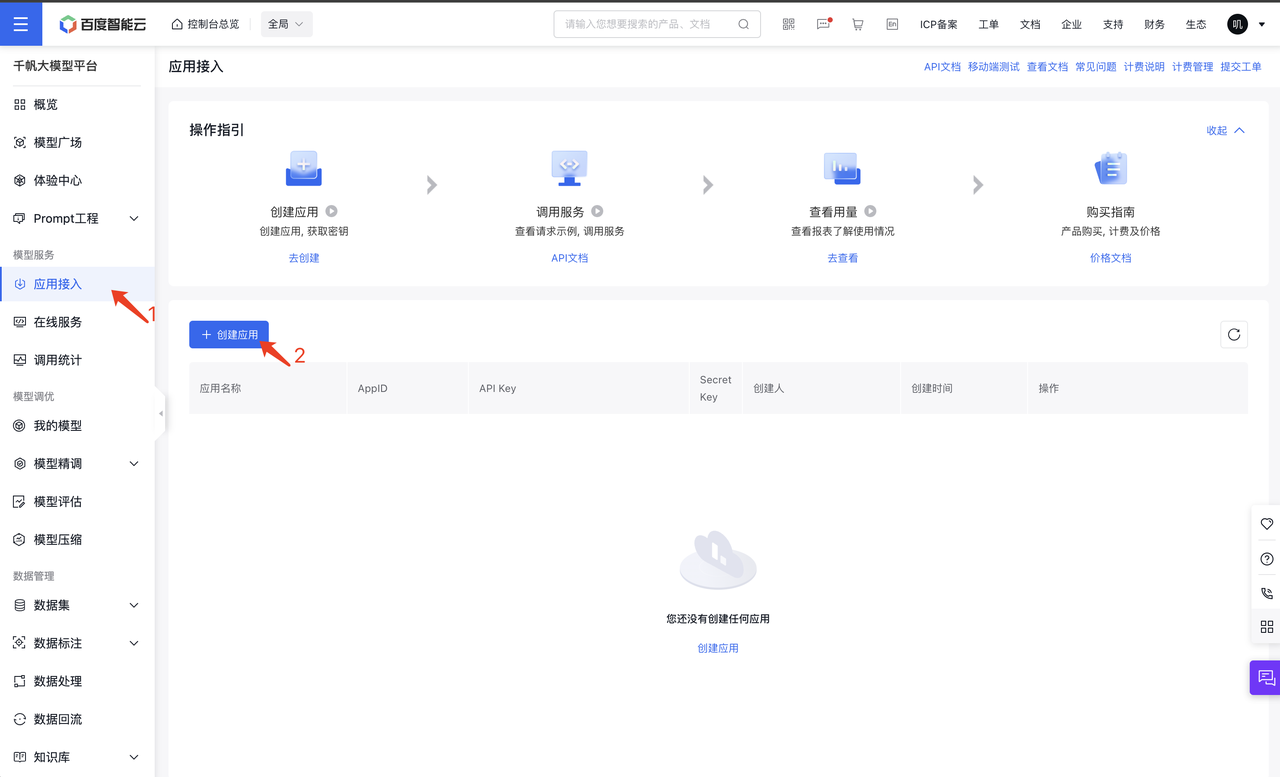 百度智能云
控制台总览
全局
请输入您想要搜索的产品、文档
En
ICP备案
工单
文档
企业
支持
财务
生态
叽
千帆大模型平台
概览
模型广场
体验中心
Prompt工程
模型服务
应用接入
在线服务
调用统计
模型调优
我的模型
模型精调
模型评估
模型压缩
数据管理
数据集
数据标注
数据处理
数据回流
知识库
应用接入
API文档 移动端测试 查看文档 常见问题 计费说明 计费管理 提交工单
操作指引
收起
创建应用
创建应用, 获取密钥
去创建
调用服务
查看请求示例, 调用服务
API文档
查看用量
查看报表了解使用情况
去查看
购买指南
产品购买, 计费及价格
价格文档
1
+ 创建应用
2
应用名称
AppID
API Key
Secret
Key
创建人
创建时间
操作
您还没有创建任何应用
创建应用